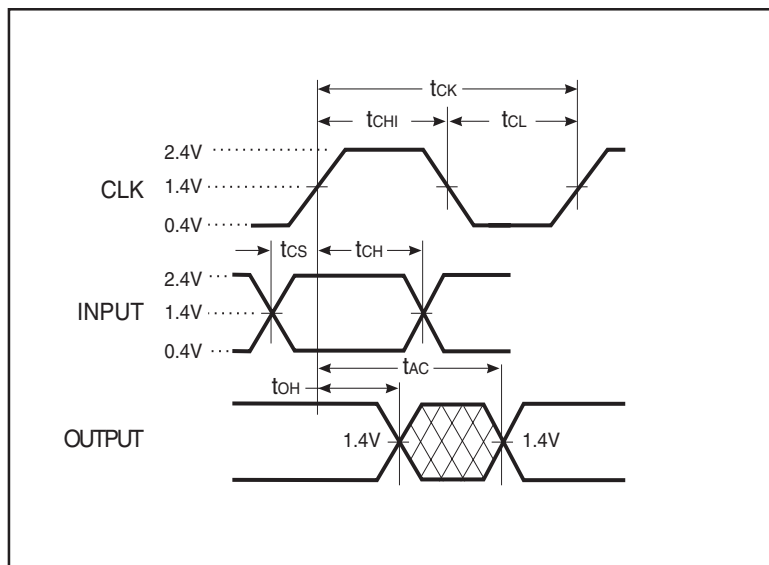 tCK
tCHI tCL
2.4V
CLK 1.4V
0.4V
tCS tCH
2.4V
INPUT 1.4V
0.4V
tAC
tOH
OUTPUT 1.4V 1.4V